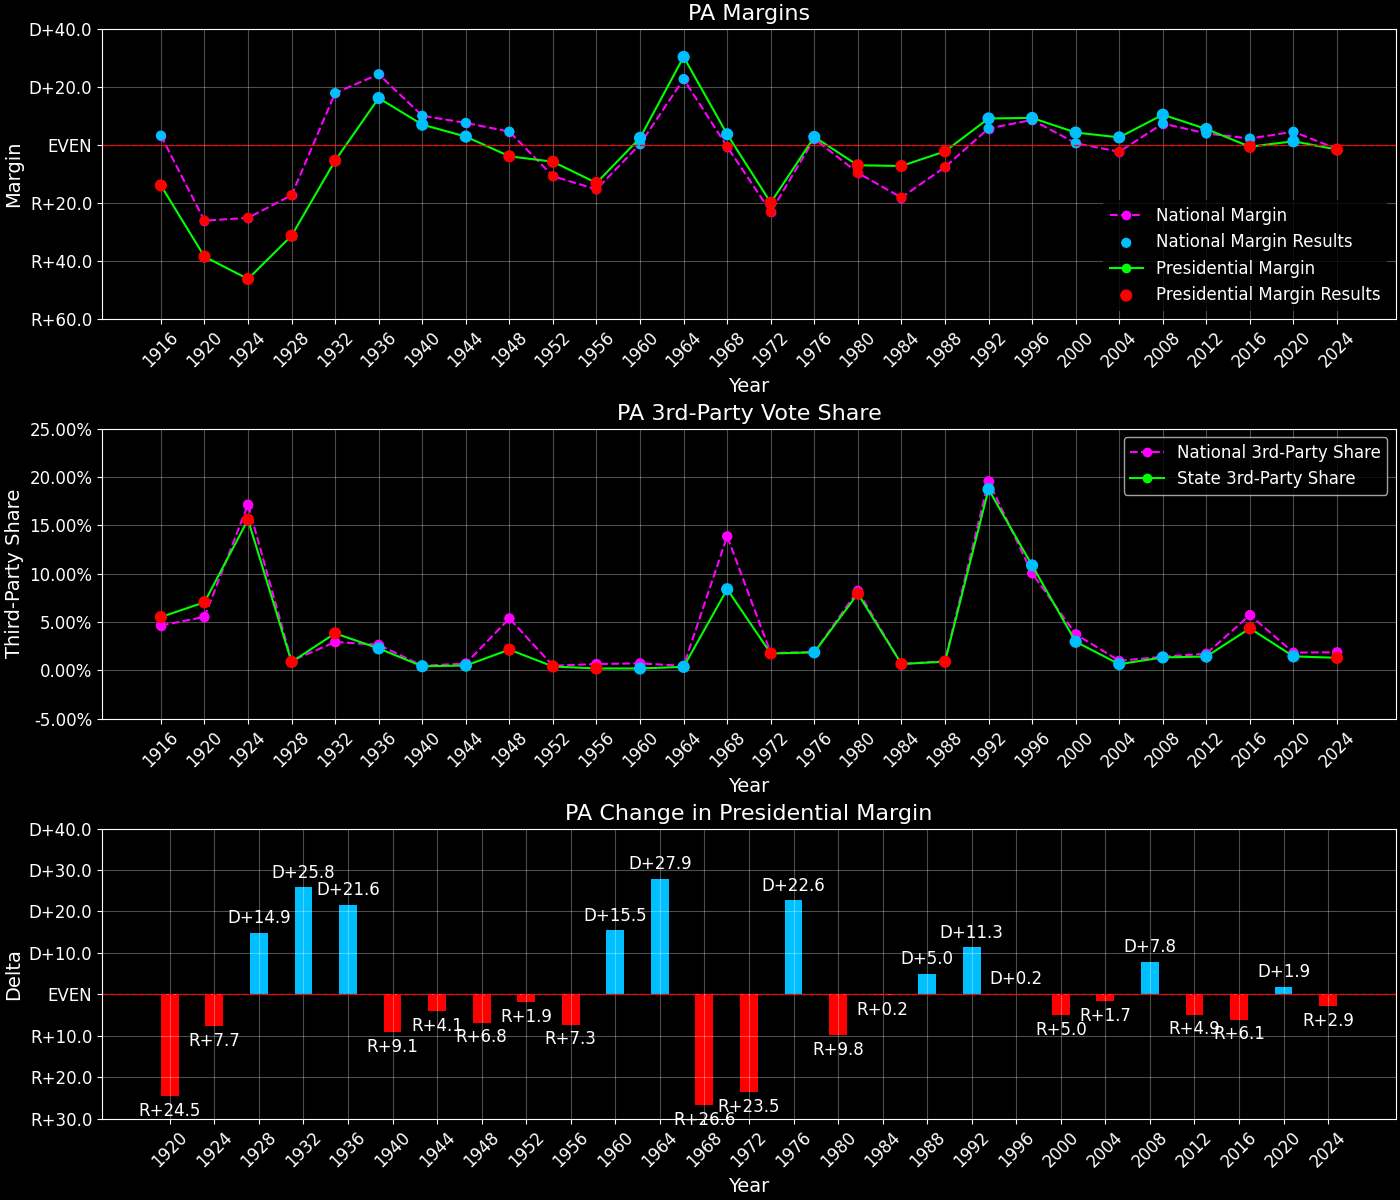 PA Margins
D+40.0
D+20.0
EVEN
R+20.0
R+40.0
R+60.0
Margin
National Margin
National Margin Results
Presidential Margin
Presidential Margin Results
1916 1920 1924 1928 1932 1936 1940 1944 1948 1952 1956 1960 1964 1968 1972 1976 1980 1984 1988 1992 1996 2000 2004 2008 2012 2016 2020 2024
Year
PA 3rd-Party Vote Share
25.00%
20.00%
15.00%
10.00%
5.00%
0.00%
-5.00%
Third-Party Share
National 3rd-Party Share
State 3rd-Party Share
1916 1920 1924 1928 1932 1936 1940 1944 1948 1952 1956 1960 1964 1968 1972 1976 1980 1984 1988 1992 1996 2000 2004 2008 2012 2016 2020 2024
Year
PA Change in Presidential Margin
D+40.0
D+30.0
D+20.0
D+10.0
EVEN
R+10.0
R+20.0
R+30.0
Delta
R+24.5
R+7.7
D+14.9
D+25.8
D+21.6
R+9.1
R+4.1
R+6.8
R+1.9
R+7.3
D+15.5
D+27.9
R+26.6
R+23.5
D+22.6
R+9.8
R+0.2
D+5.0
D+11.3
D+0.2
R+5.0
R+1.7
D+7.8
R+4.9
R+6.1
D+1.9
R+2.9
1920 1924 1928 1932 1936 1940 1944 1948 1952 1956 1960 1964 1968 1972 1976 1980 1984 1988 1992 1996 2000 2004 2008 2012 2016 2020 2024
Year